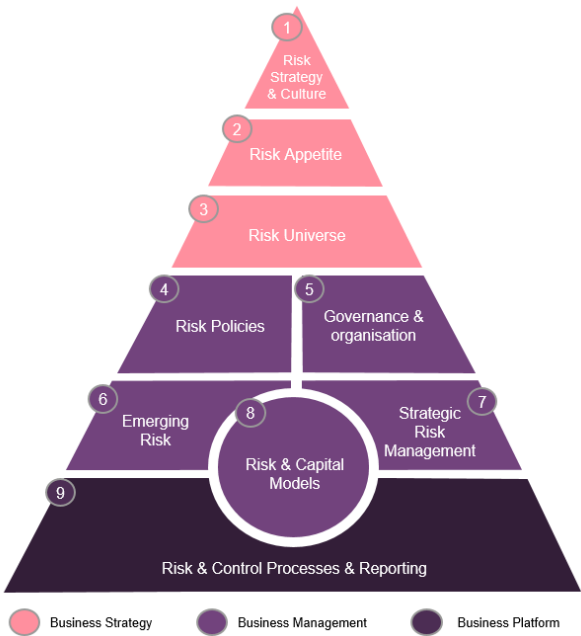 1
Risk
Strategy
& Culture
2
Risk Appetite
3
Risk Universe
4
Risk Policies
5
Governance &
organisation
6
Emerging
Risk
7
Strategic
Risk
Management
8
Risk & Capital
Models
9
Risk & Control Processes & Reporting
Business Strategy
Business Management
Business Platform